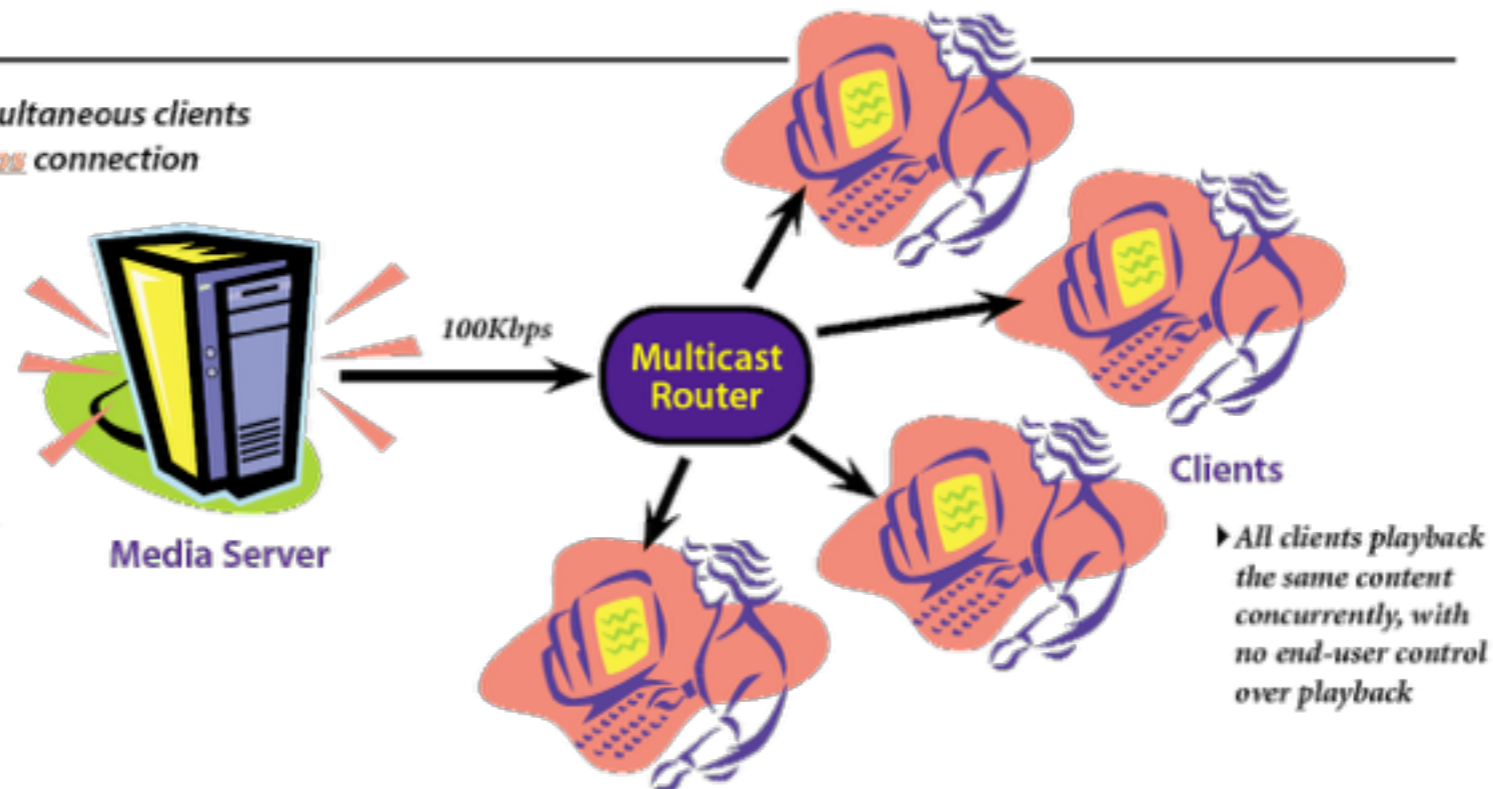 simultaneous clients
connection
100Kbps
Multicast
Router
Media Server
Clients
All clients playback
the same content
concurrently, with
no end-user control
over playback